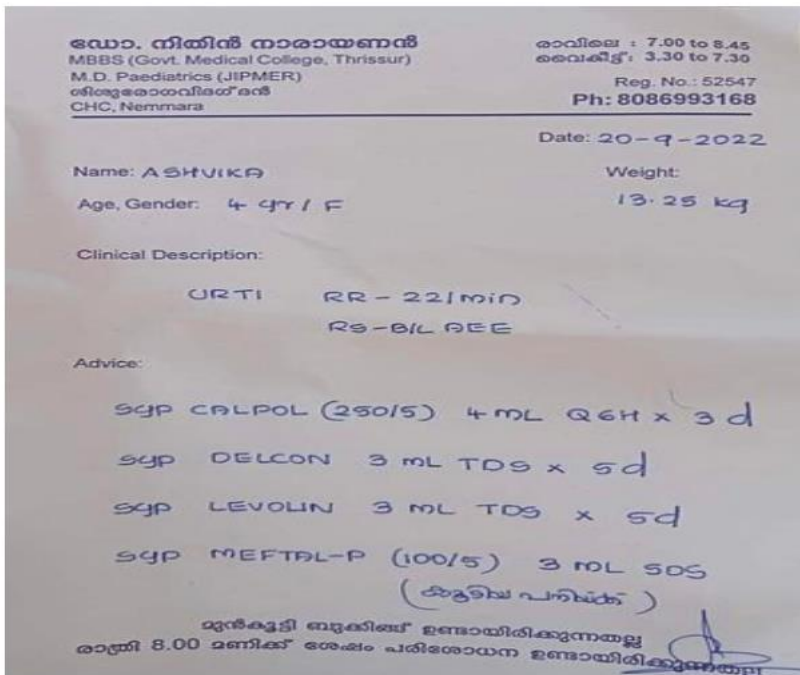 ഡോ. നിതിൻ നാരായണൻ
MBBS (Govt. Medical College, Thrissur)
M.D. Paediatrics (JIPMER)
ശിശുരോഗവിദഗ്ദ്ധൻ
CHC, Nemmara
രാവിലെ : 7.00 to 8.45
വൈകീട്ട് : 3.30 to 7.30
Reg. No.: 52547
Ph: 8086993168
Date: 20-9-2022
Name: ASHVIKA
Weight:
Age, Gender: 4 yr / F
13.25 kg
Clinical Description:
URTI RR - 22/min
RS - B/L AEE
Advice:
Syp CALPOL (250/5) 4 mL Q6H x 3 d
Syp DELCON 3 mL TDS x 5d
Syp LEVOLIN 3 mL TDS x 5d
Syp MEFTAL-P (100/5) 3 mL SOS
(കൂടിയ പനിയ്ക്ക്)
മുൻകൂട്ടി ബുക്കിങ്ങ് ഉണ്ടായിരിക്കുന്നതല്ല
രാത്രി 8.00 മണിക്ക് ശേഷം പരിശോധന ഉണ്ടായിരിക്കുന്നതല്ല